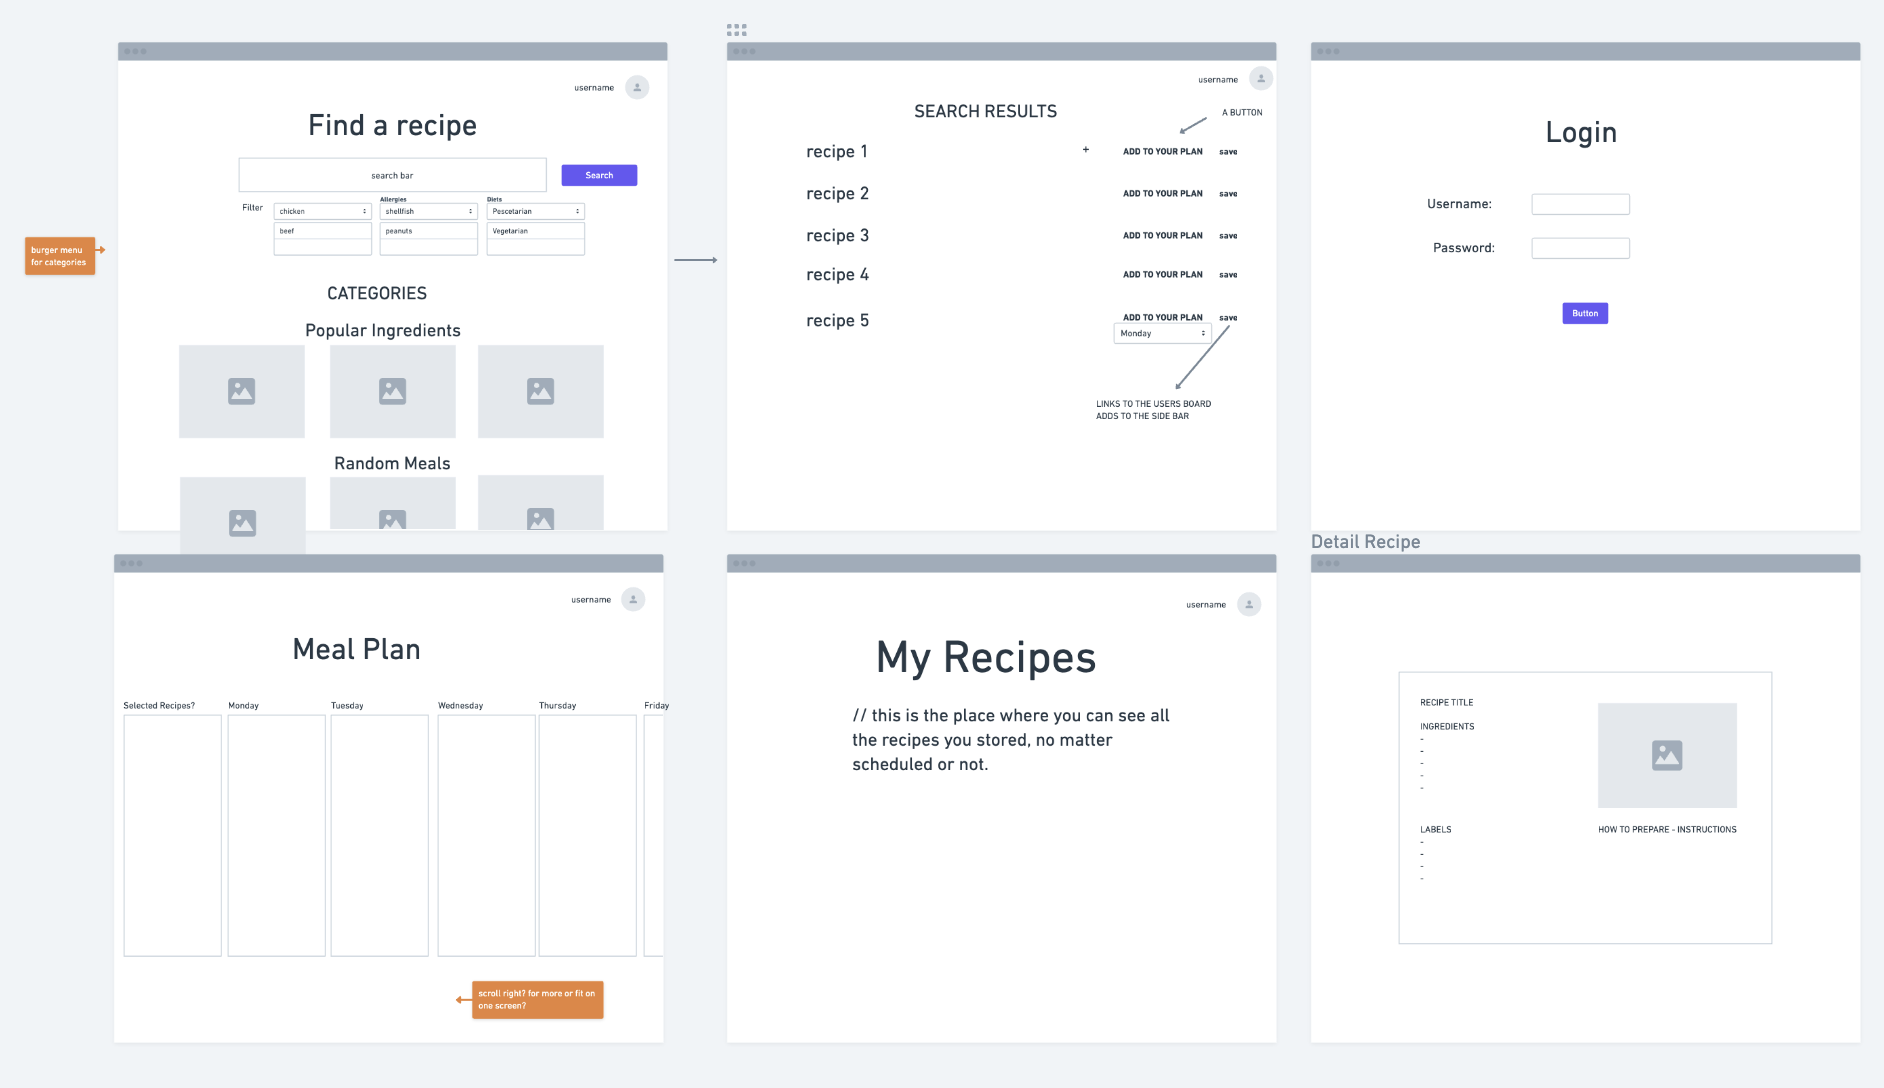 username
Find a recipe
search bar
Search
Filter
Allergies
Diets
chicken
shellfish
Pescetarian
beef
peanuts
Vegetarian
burger menu
for categories
CATEGORIES
Popular Ingredients
Random Meals
username
SEARCH RESULTS
A BUTTON
recipe 1
+
ADD TO YOUR PLAN
save
recipe 2
ADD TO YOUR PLAN
save
recipe 3
ADD TO YOUR PLAN
save
recipe 4
ADD TO YOUR PLAN
save
recipe 5
ADD TO YOUR PLAN
save
Monday
LINKS TO THE USERS BOARD
ADDS TO THE SIDE BAR
Login
Username:
Password:
Button
username
Meal Plan
Selected Recipes?
Monday
Tuesday
Wednesday
Thursday
Friday
scroll right? for more or fit on
one screen?
username
My Recipes
// this is the place where you can see all
the recipes you stored, no matter
scheduled or not.
Detail Recipe
RECIPE TITLE
INGREDIENTS
-
-
-
-
-
LABELS
-
-
-
-
HOW TO PREPARE - INSTRUCTIONS